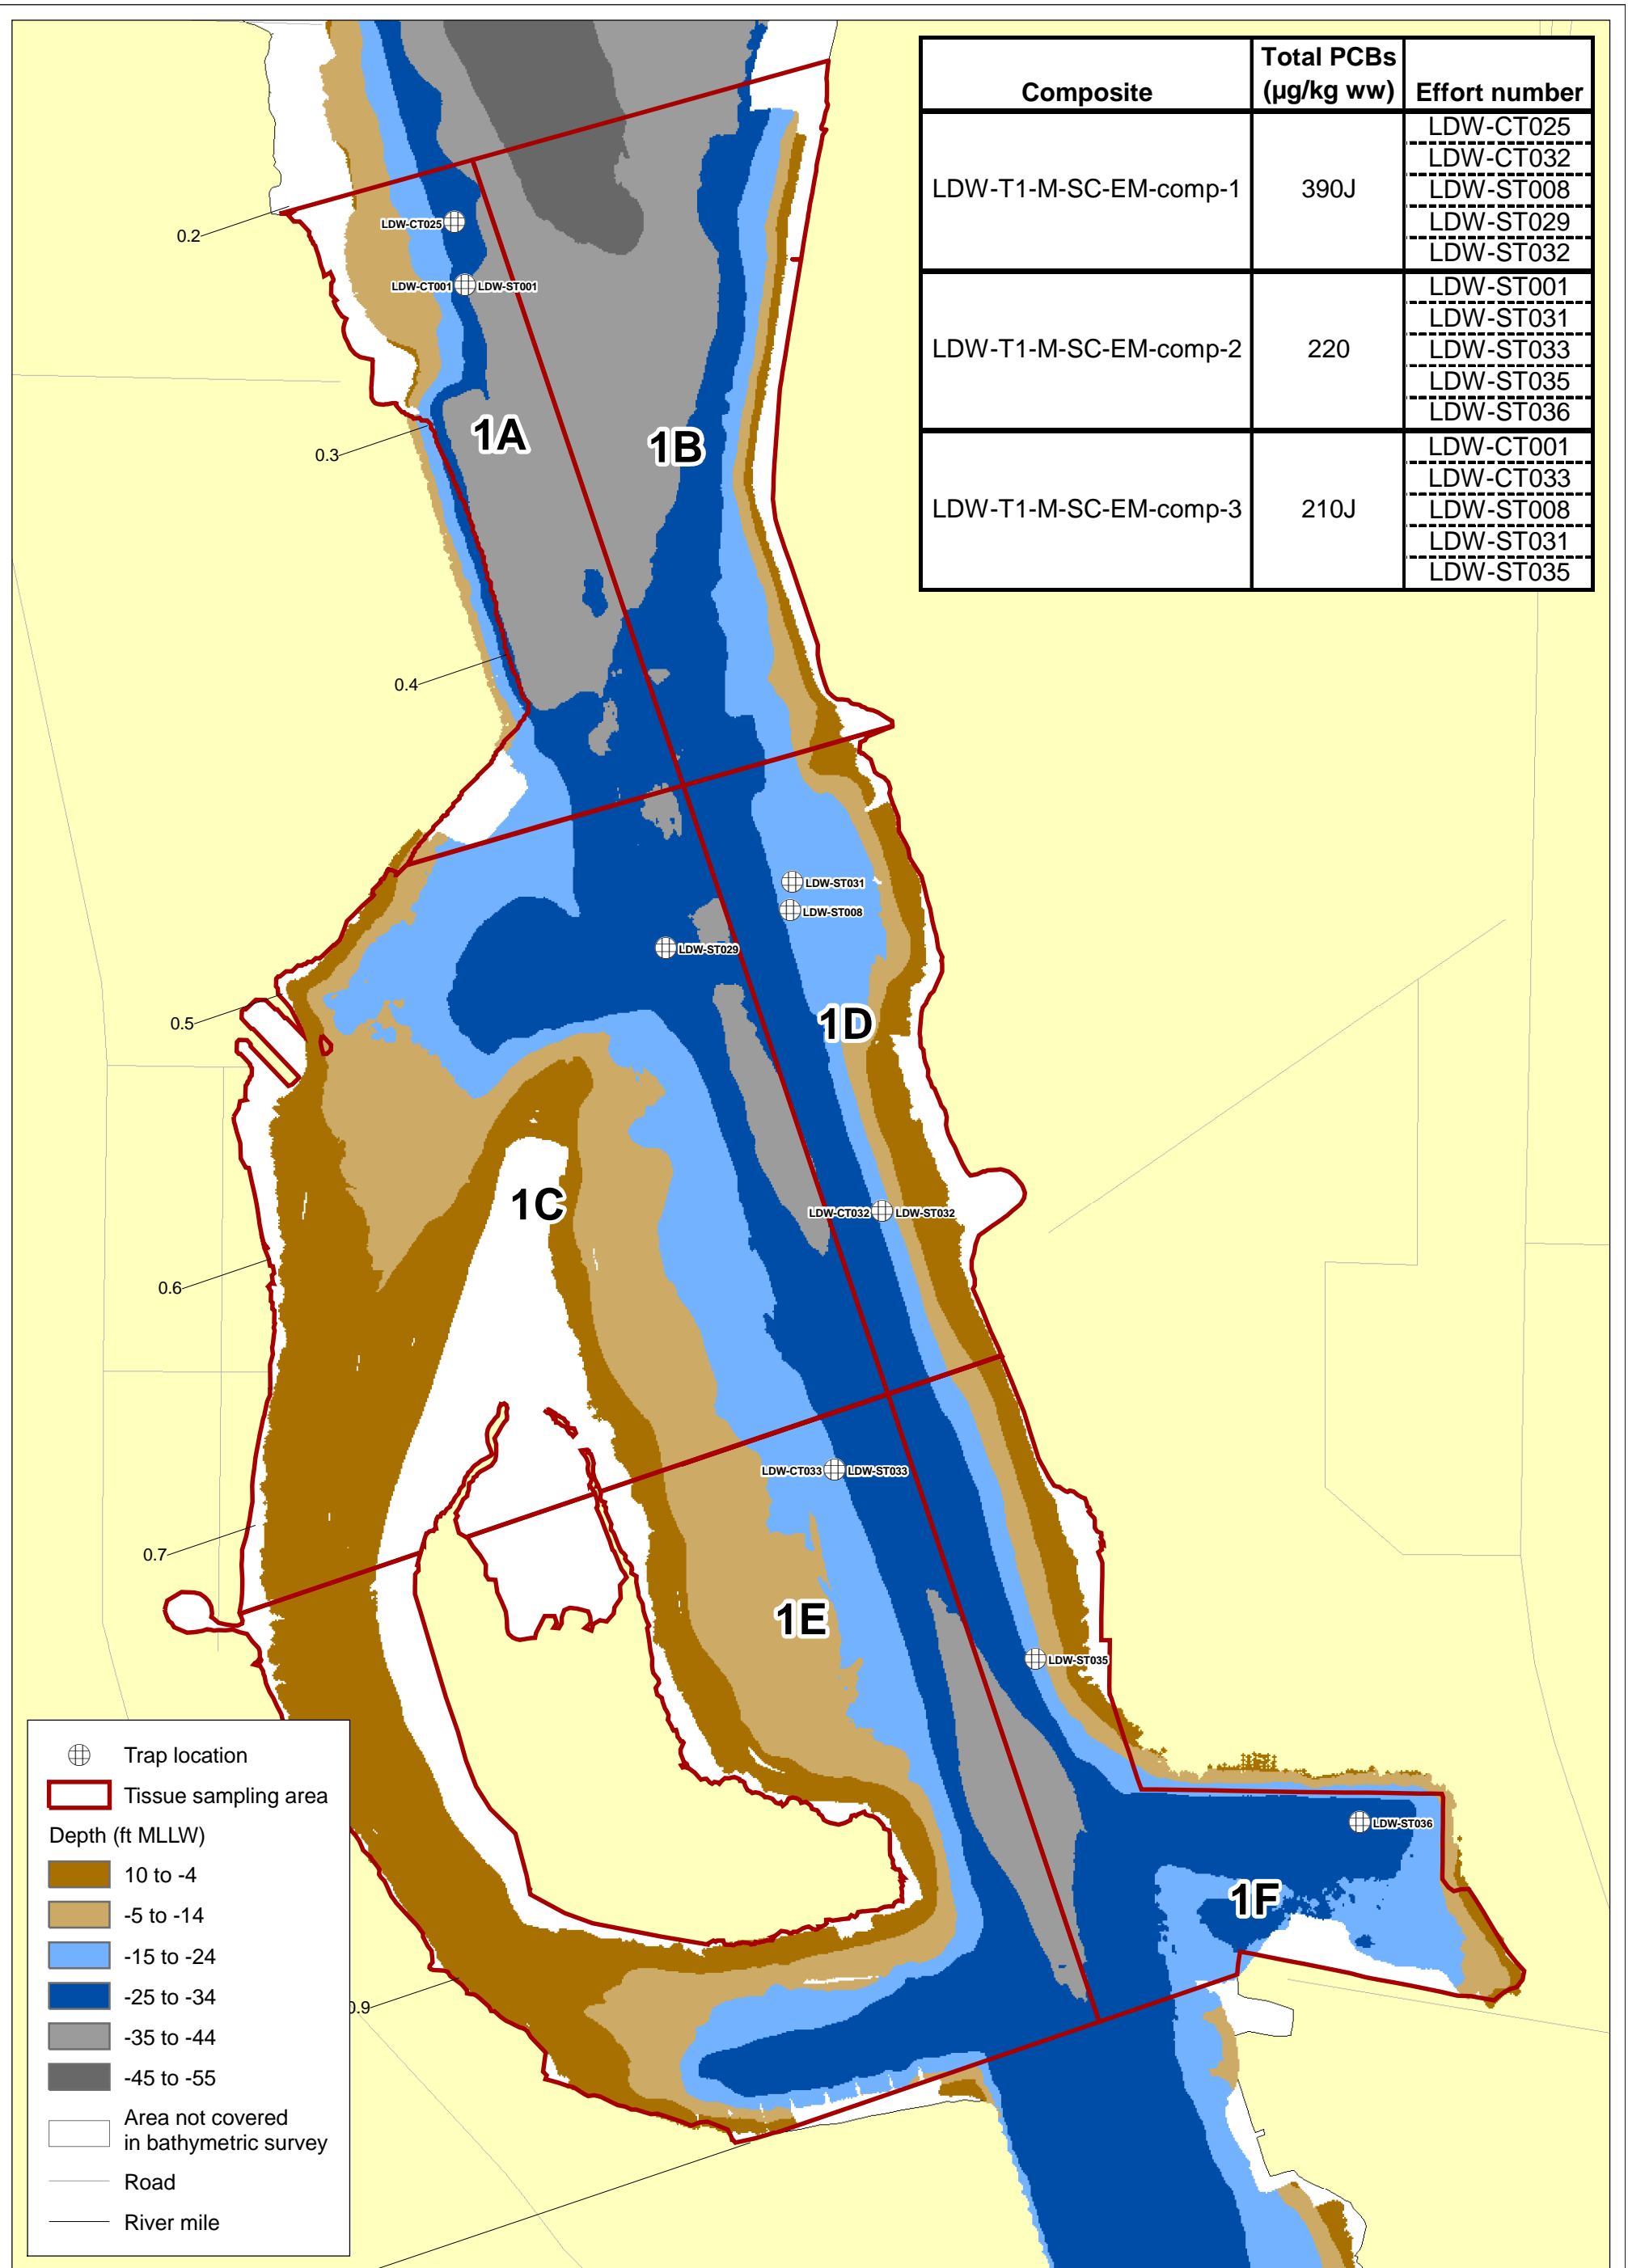 Composite
Total PCBs
(µg/kg ww)
Effort number
LDW-T1-M-SC-EM-comp-1
390J
LDW-CT025
LDW-CT032
LDW-ST008
LDW-ST029
LDW-ST032
LDW-T1-M-SC-EM-comp-2
220
LDW-ST001
LDW-ST031
LDW-ST033
LDW-ST035
LDW-ST036
LDW-T1-M-SC-EM-comp-3
210J
LDW-CT001
LDW-CT033
LDW-ST008
LDW-ST031
LDW-ST035
LDW-CT025
0.2
LDW-CT001 LDW-ST001
1A
1B
0.3
0.4
LDW-ST031
LDW-ST008
LDW-ST029
0.5
1D
1C
LDW-CT032 LDW-ST032
0.6
LDW-CT033 LDW-ST033
0.7
1E
LDW-ST035
LDW-ST036
1F
0.9
Trap location
Tissue sampling area
Depth (ft MLLW)
10 to -4
-5 to -14
-15 to -24
-25 to -34
-35 to -44
-45 to -55
Area not covered
in bathymetric survey
Road
River mile